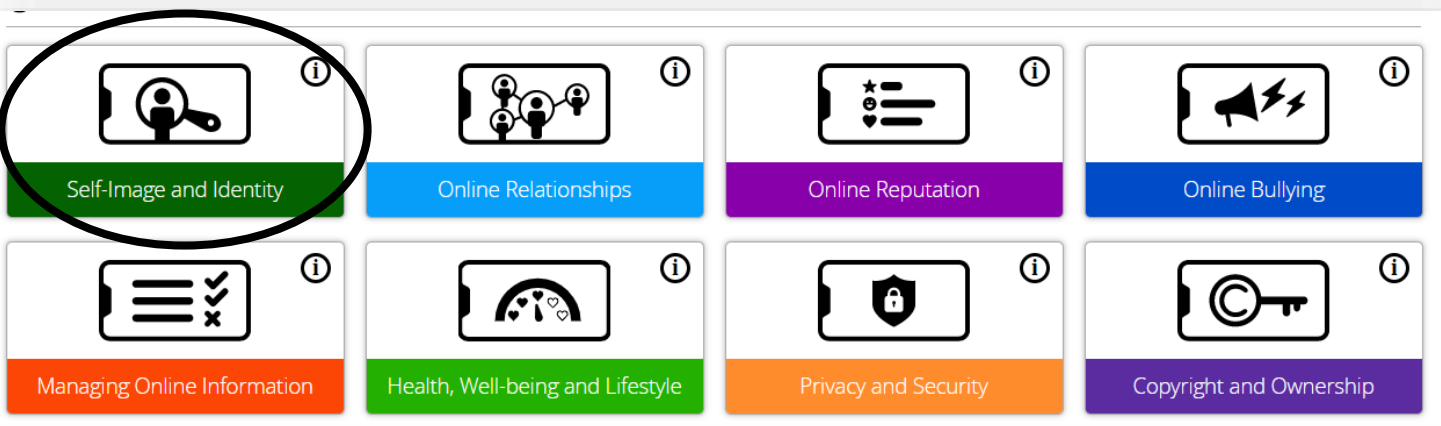 Self-Image and Identity
Online Relationships
Online Reputation
Online Bullying
Managing Online Information
Health, Well-being and Lifestyle
Privacy and Security
Copyright and Ownership